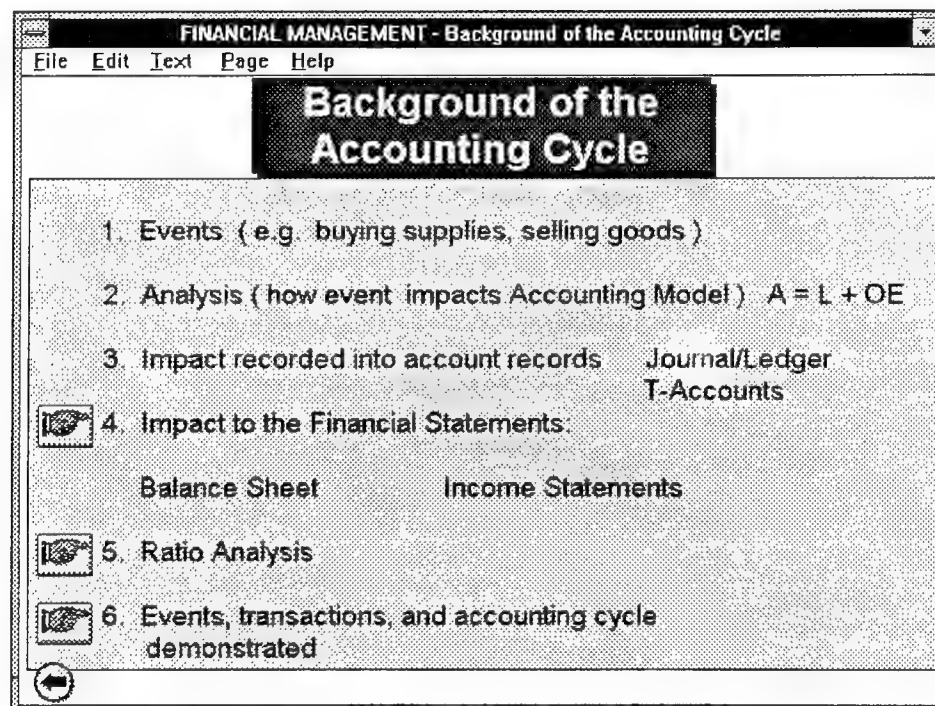 FINANCIAL MANAGEMENT - Background of the Accounting Cycle
File Edit Text Page Help
Background of the
Accounting Cycle
1. Events ( e.g. buying supplies, selling goods )
2. Analysis ( how event impacts Accounting Model ) A = L + OE
3. Impact recorded into account records Journal/Ledger
T-Accounts
4. Impact to the Financial Statements:
Balance Sheet Income Statements
5. Ratio Analysis
6. Events, transactions, and accounting cycle
demonstrated